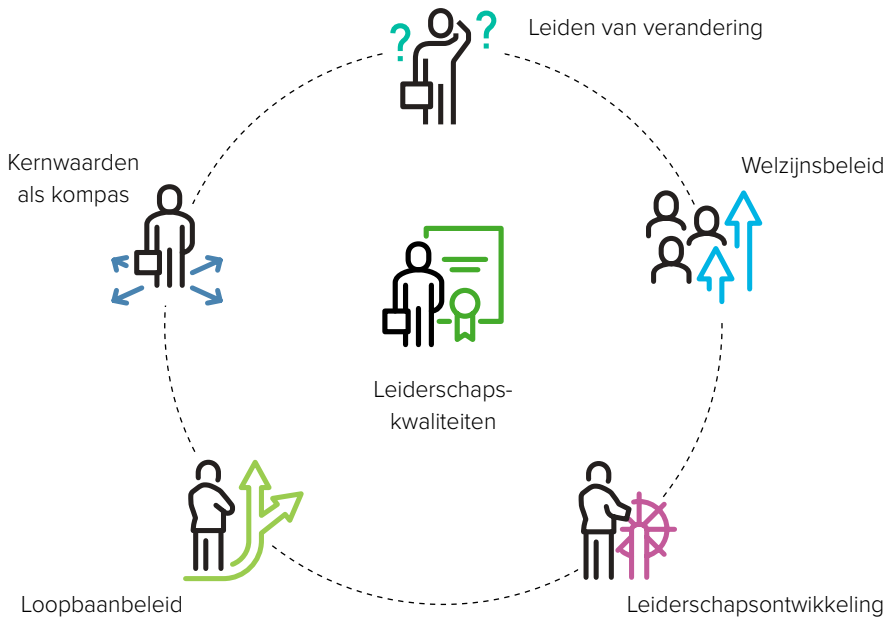 ? ?
Leiden van verandering
Kernwaarden
als kompas
Welzijnsbeleid
Leiderschaps-
kwaliteiten
Loopbaanbeleid
Leiderschapsontwikkeling